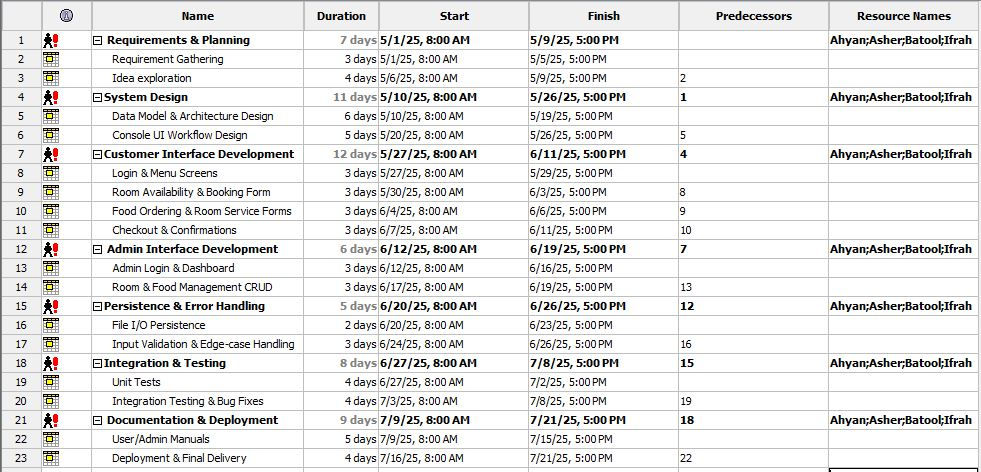 Name Duration Start Finish Predecessors Resource Names
1 Requirements & Planning 7 days 5/1/25, 8:00 AM 5/9/25, 5:00 PM Ahyan;Asher;Batool;Ifrah
2 Requirement Gathering 3 days 5/1/25, 8:00 AM 5/5/25, 5:00 PM
3 Idea exploration 4 days 5/6/25, 8:00 AM 5/9/25, 5:00 PM 2
4 System Design 11 days 5/10/25, 8:00 AM 5/26/25, 5:00 PM 1 Ahyan;Asher;Batool;Ifrah
5 Data Model & Architecture Design 6 days 5/10/25, 8:00 AM 5/19/25, 5:00 PM
6 Console UI Workflow Design 5 days 5/20/25, 8:00 AM 5/26/25, 5:00 PM 5
7 Customer Interface Development 12 days 5/27/25, 8:00 AM 6/11/25, 5:00 PM 4 Ahyan;Asher;Batool;Ifrah
8 Login & Menu Screens 3 days 5/27/25, 8:00 AM 5/29/25, 5:00 PM
9 Room Availability & Booking Form 3 days 5/30/25, 8:00 AM 6/3/25, 5:00 PM 8
10 Food Ordering & Room Service Forms 3 days 6/4/25, 8:00 AM 6/6/25, 5:00 PM 9
11 Checkout & Confirmations 3 days 6/7/25, 8:00 AM 6/11/25, 5:00 PM 10
12 Admin Interface Development 6 days 6/12/25, 8:00 AM 6/19/25, 5:00 PM 7 Ahyan;Asher;Batool;Ifrah
13 Admin Login & Dashboard 3 days 6/12/25, 8:00 AM 6/16/25, 5:00 PM
14 Room & Food Management CRUD 3 days 6/17/25, 8:00 AM 6/19/25, 5:00 PM 13
15 Persistence & Error Handling 5 days 6/20/25, 8:00 AM 6/26/25, 5:00 PM 12 Ahyan;Asher;Batool;Ifrah
16 File I/O Persistence 2 days 6/20/25, 8:00 AM 6/23/25, 5:00 PM
17 Input Validation & Edge-case Handling 3 days 6/24/25, 8:00 AM 6/26/25, 5:00 PM 16
18 Integration & Testing 8 days 6/27/25, 8:00 AM 7/8/25, 5:00 PM 15 Ahyan;Asher;Batool;Ifrah
19 Unit Tests 4 days 6/27/25, 8:00 AM 7/2/25, 5:00 PM
20 Integration Testing & Bug Fixes 4 days 7/3/25, 8:00 AM 7/8/25, 5:00 PM 19
21 Documentation & Deployment 9 days 7/9/25, 8:00 AM 7/21/25, 5:00 PM 18 Ahyan;Asher;Batool;Ifrah
22 User/Admin Manuals 5 days 7/9/25, 8:00 AM 7/15/25, 5:00 PM
23 Deployment & Final Delivery 4 days 7/16/25, 8:00 AM 7/21/25, 5:00 PM 22